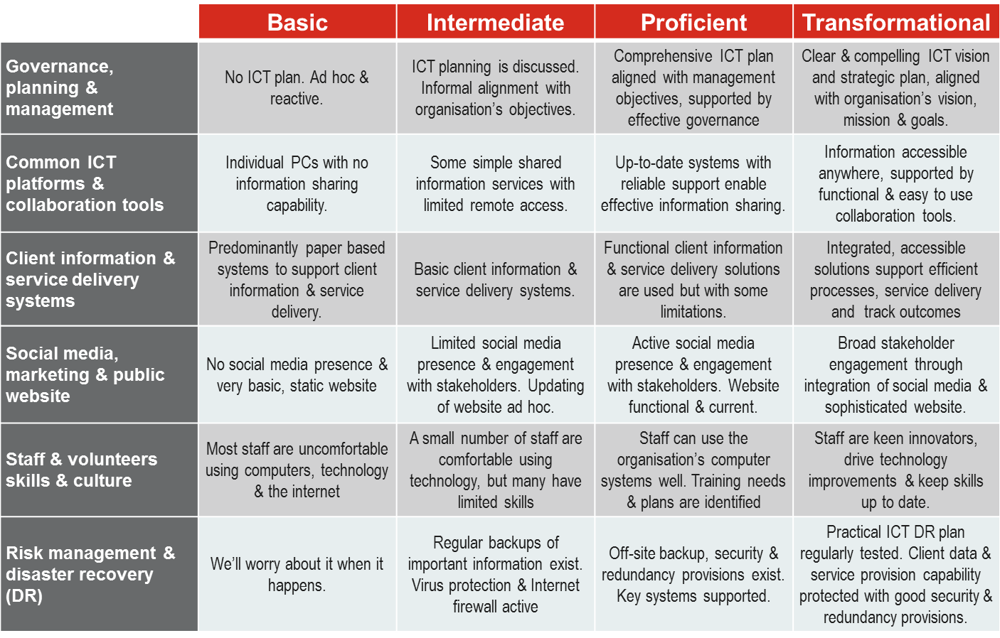 Basic
Intermediate
Proficient
Transformational
Governance,
planning &
management
No ICT plan. Ad hoc &
reactive.
ICT planning is discussed.
Informal alignment with
organisation’s objectives.
Comprehensive ICT plan
aligned with management
objectives, supported by
effective governance
Clear & compelling ICT vision
and strategic plan, aligned
with organisation’s vision,
mission & goals.
Common ICT
platforms &
collaboration tools
Individual PCs with no
information sharing
capability.
Some simple shared
information services with
limited remote access.
Up-to-date systems with
reliable support enable
effective information sharing.
Information accessible
anywhere, supported by
functional & easy to use
collaboration tools.
Client information &
service delivery
systems
Predominantly paper based
systems to support client
information & service
delivery.
Basic client information &
service delivery systems.
Functional client information
& service delivery solutions
are used but with some
limitations.
Integrated, accessible
solutions support efficient
processes, service delivery
and track outcomes
Social media,
marketing & public
website
No social media presence &
very basic, static website
Limited social media
presence & engagement
with stakeholders. Updating
of website ad hoc.
Active social media
presence & engagement
with stakeholders. Website
functional & current.
Broad stakeholder
engagement through
integration of social media &
sophisticated website.
Staff & volunteers
skills & culture
Most staff are uncomfortable
using computers, technology
& the internet
A small number of staff are
comfortable using
technology, but many have
limited skills
Staff can use the
organisation’s computer
systems well. Training needs
& plans are identified
Staff are keen innovators,
drive technology
improvements & keep skills
up to date.
Risk management &
disaster recovery
(DR)
We’ll worry about it when it
happens.
Regular backups of
important information exist.
Virus protection & Internet
firewall active
Off-site backup, security &
redundancy provisions exist.
Key systems supported.
Practical ICT DR plan
regularly tested. Client data &
service provision capability
protected with good security &
redundancy provisions.